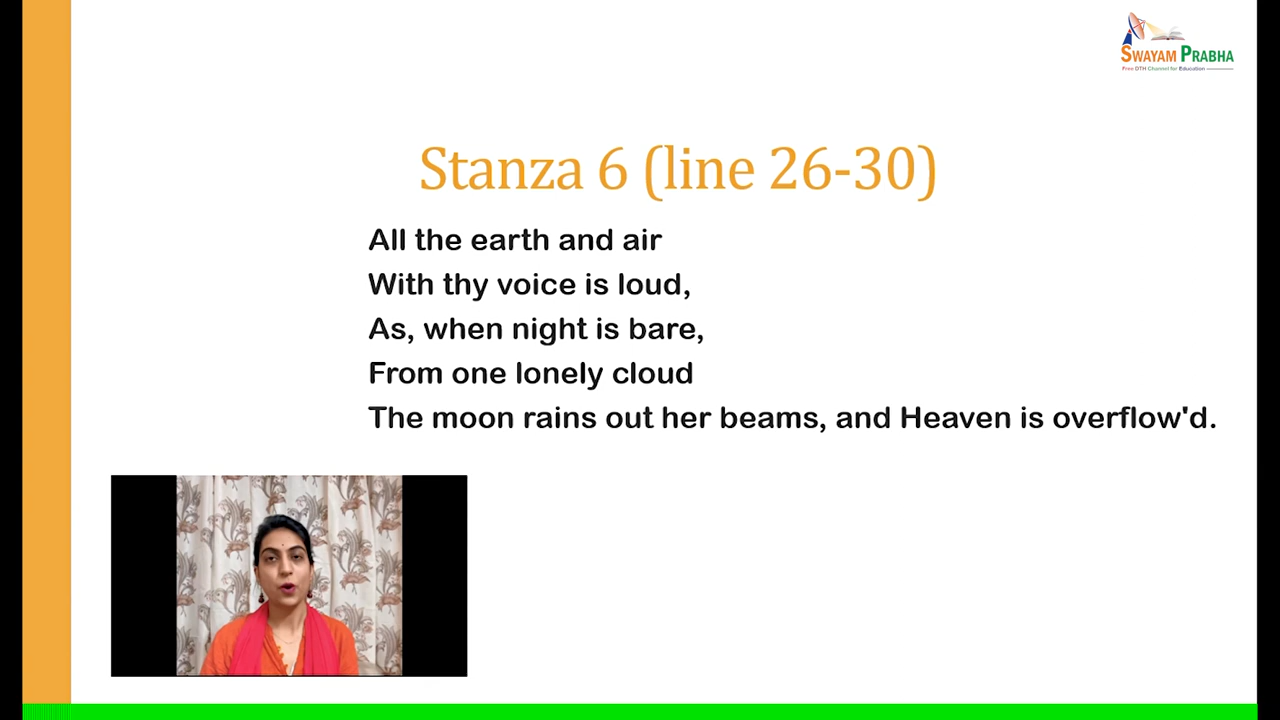 SWAYAM PRABHA
Free DTH Channel for Education
Stanza 6 (line 26-30)
All the earth and air
With thy voice is loud,
As, when night is bare,
From one lonely cloud
The moon rains out her beams, and Heaven is overflow'd.